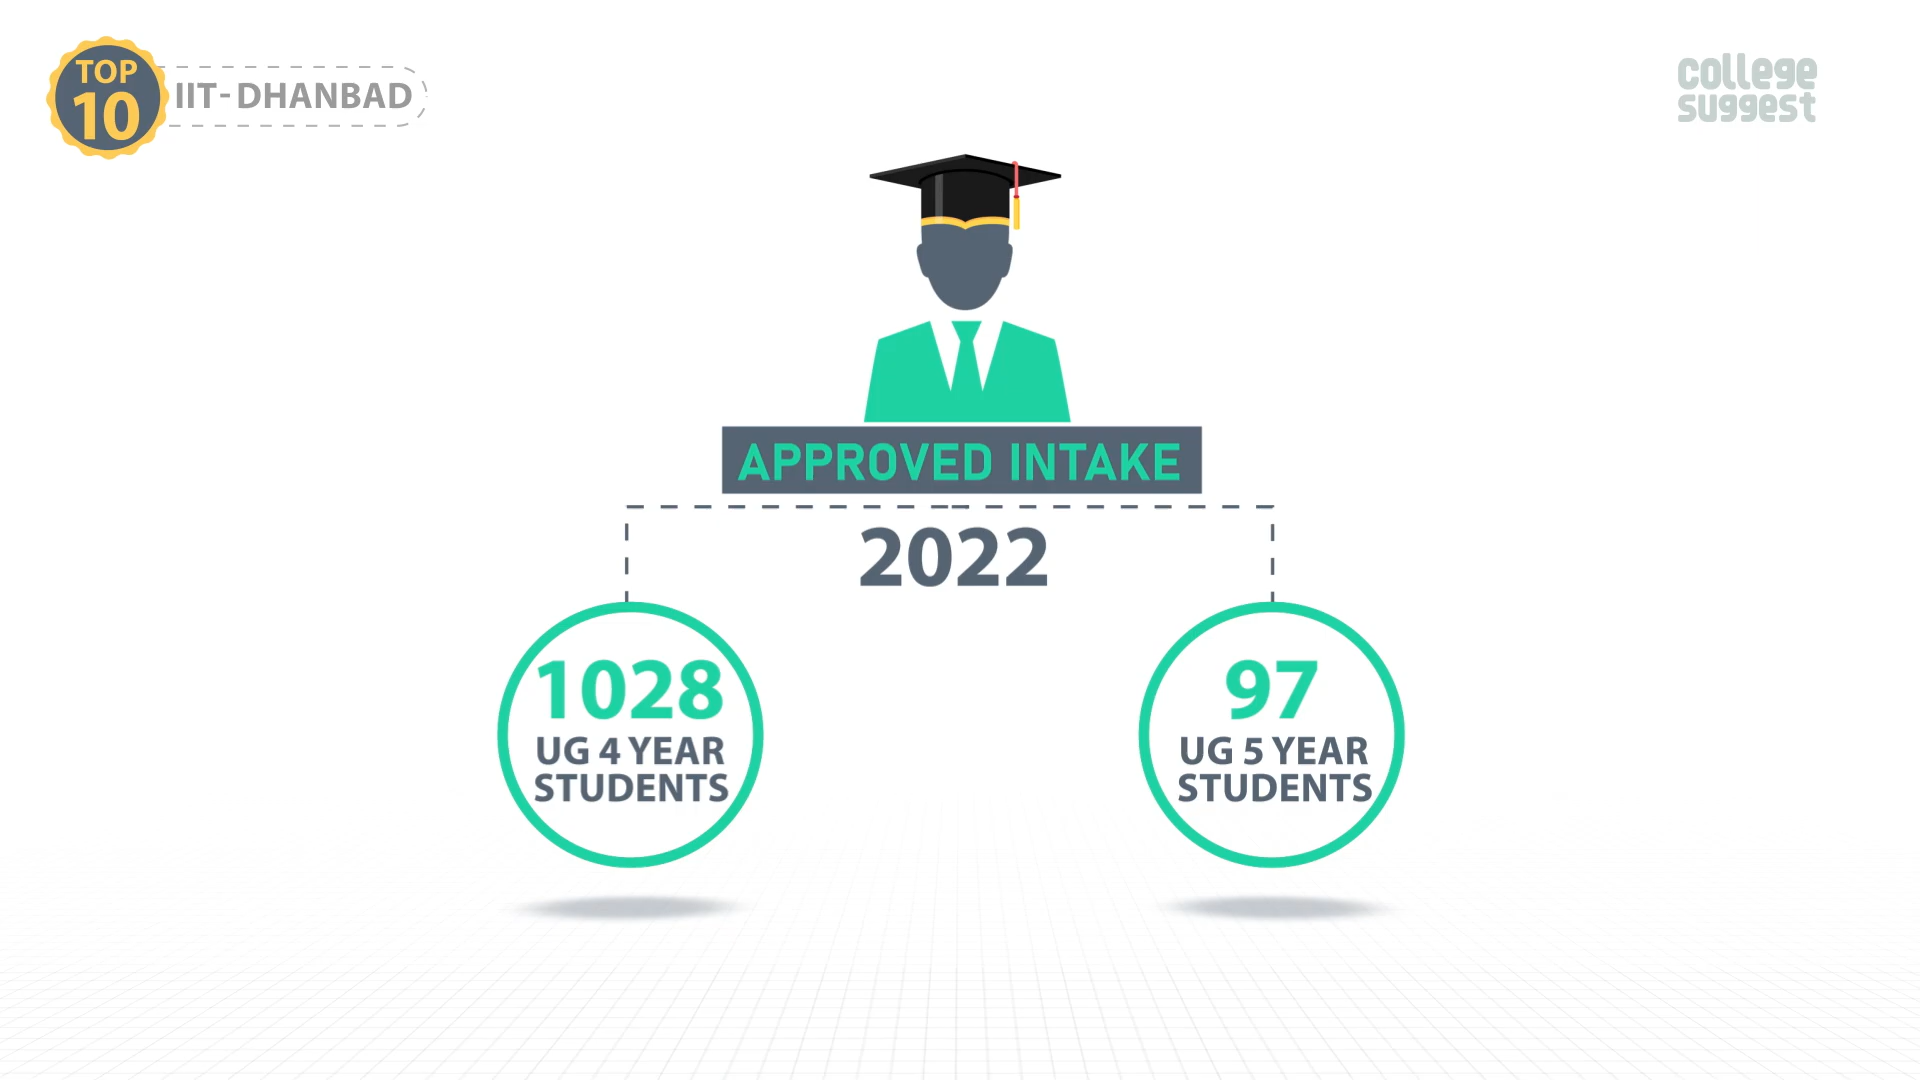 TOP
10
IIT-DHANBAD
college
suggest
APPROVED INTAKE
2022
1028
UG 4 YEAR
STUDENTS
97
UG 5 YEAR
STUDENTS